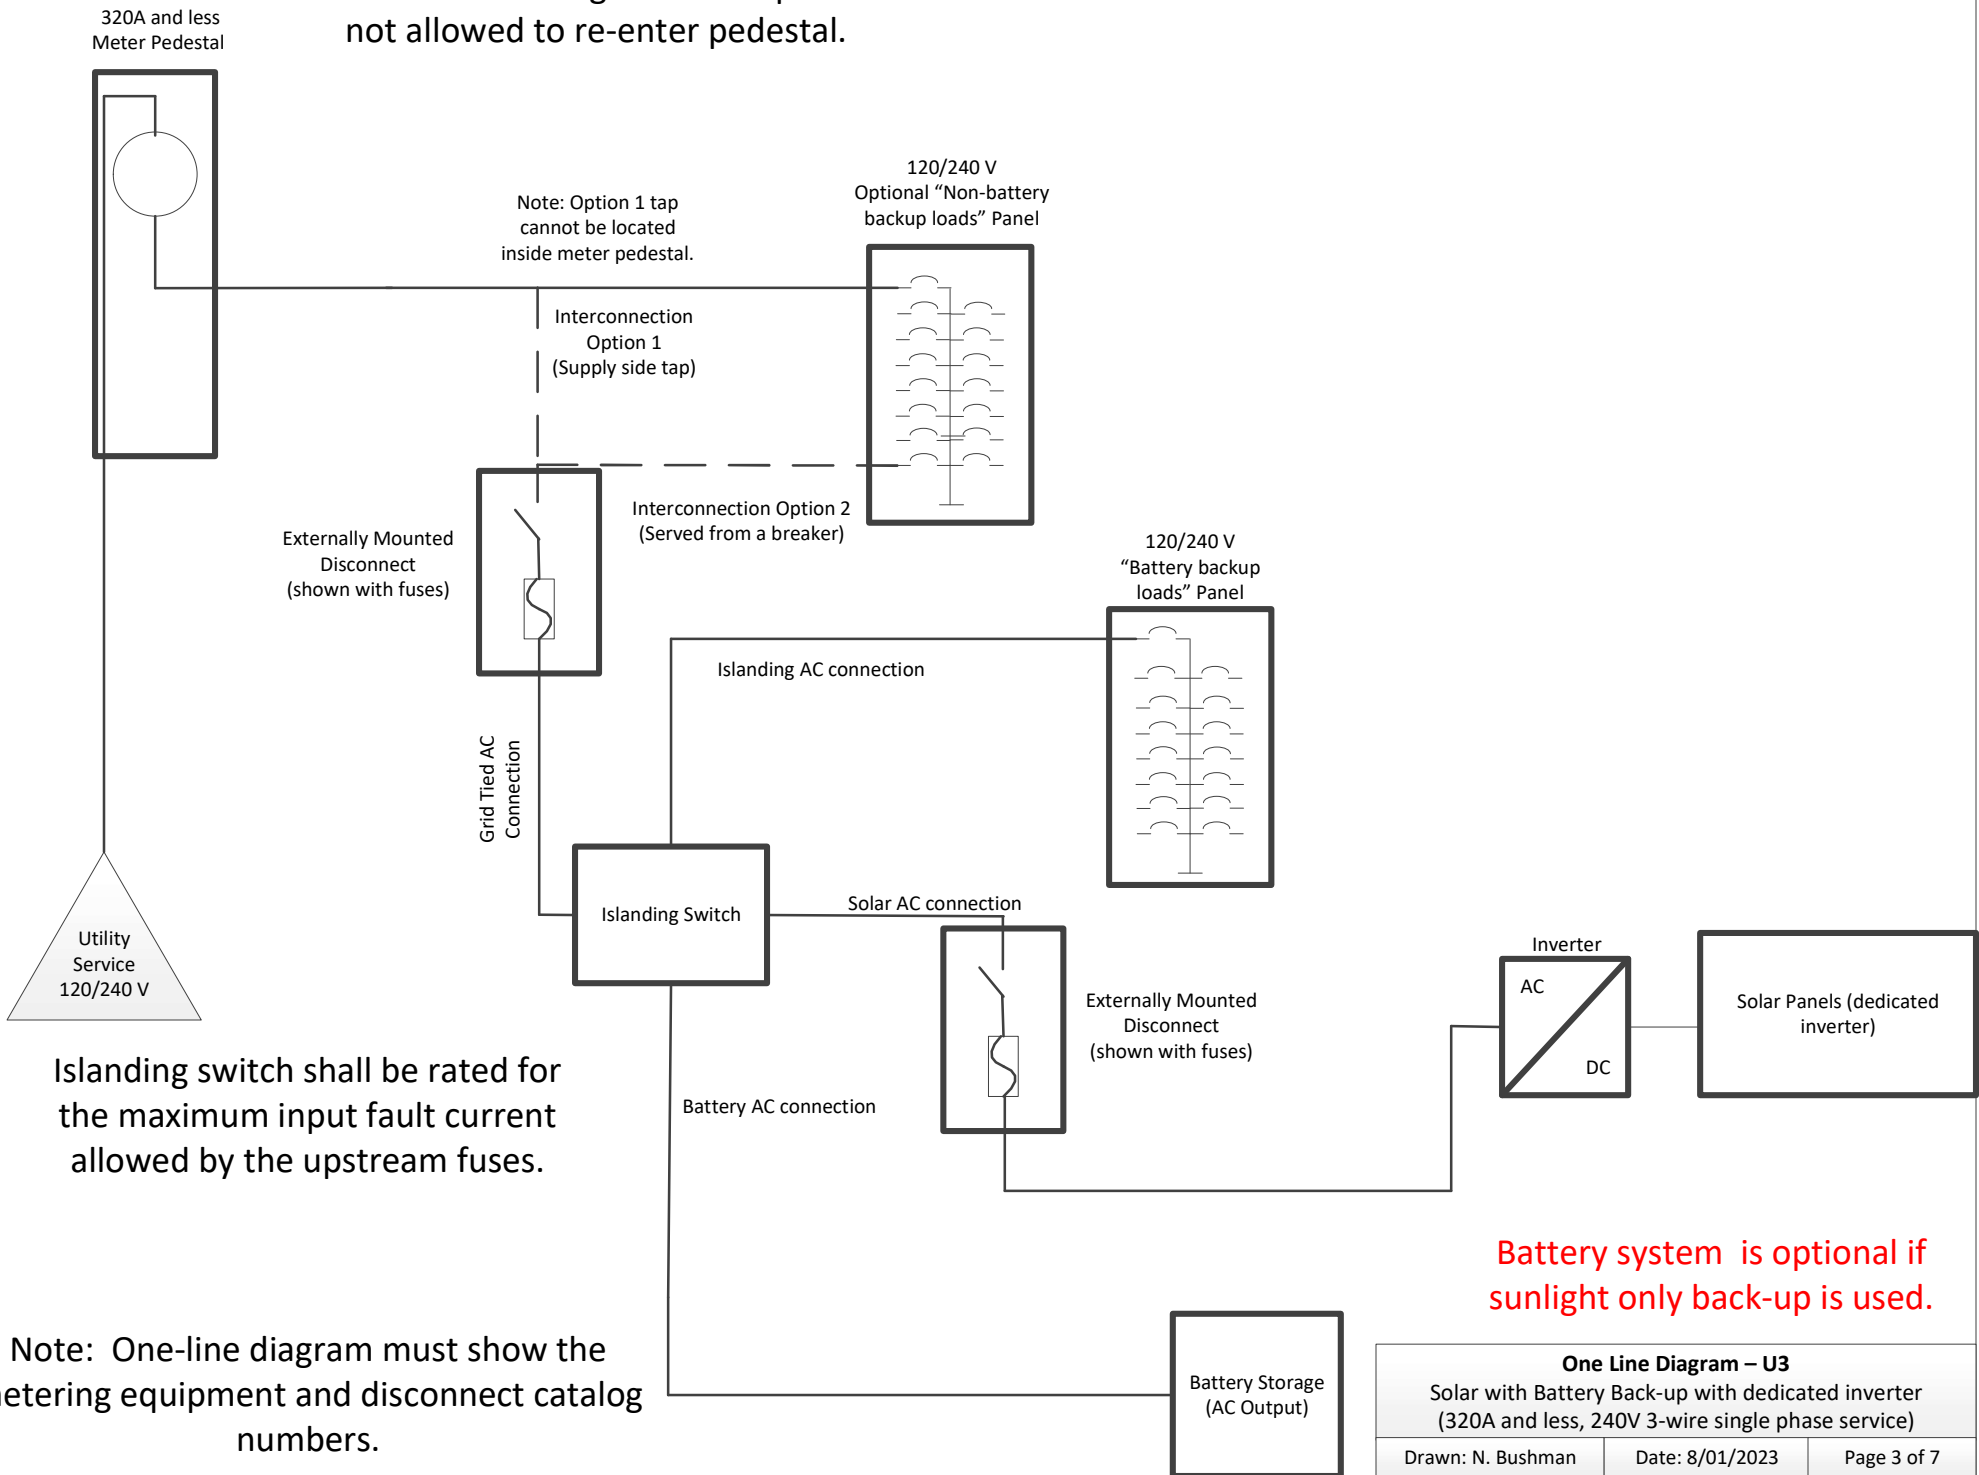 320A and less
Meter Pedestal
not allowed to re-enter pedestal.
120/240 V
Optional “Non-battery
backup loads” Panel
Note: Option 1 tap
cannot be located
inside meter pedestal.
Interconnection
Option 1
(Supply side tap)
Interconnection Option 2
(Served from a breaker)
Externally Mounted
Disconnect
(shown with fuses)
120/240 V
“Battery backup
loads” Panel
Islanding AC connection
Grid Tied AC
Connection
Islanding Switch
Solar AC connection
Utility
Service
120/240 V
Inverter
AC
DC
Solar Panels (dedicated
inverter)
Externally Mounted
Disconnect
(shown with fuses)
Battery AC connection
Islanding switch shall be rated for
the maximum input fault current
allowed by the upstream fuses.
Battery system is optional if
sunlight only back-up is used.
Note: One-line diagram must show the
etering equipment and disconnect catalog
numbers.
Battery Storage
(AC Output)
One Line Diagram – U3
Solar with Battery Back-up with dedicated inverter
(320A and less, 240V 3-wire single phase service)
Drawn: N. Bushman
Date: 8/01/2023
Page 3 of 7